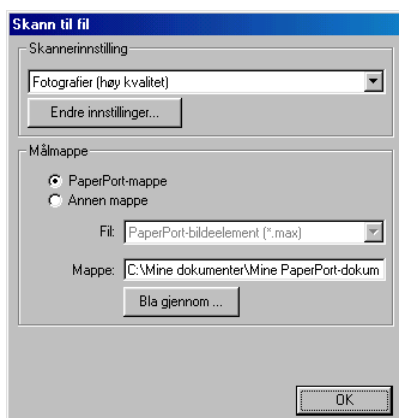 Skann til fil
Skannerinnstilling
Fotografier (høy kvalitet)
Endre innstillinger...
Målmappe
PaperPort-mappe
Annen mappe
Fil: PaperPort-bildeelement (*.max)
Mappe: C:\Mine dokumenter\Mine PaperPort-dokum
Bla gjennom ...
OK